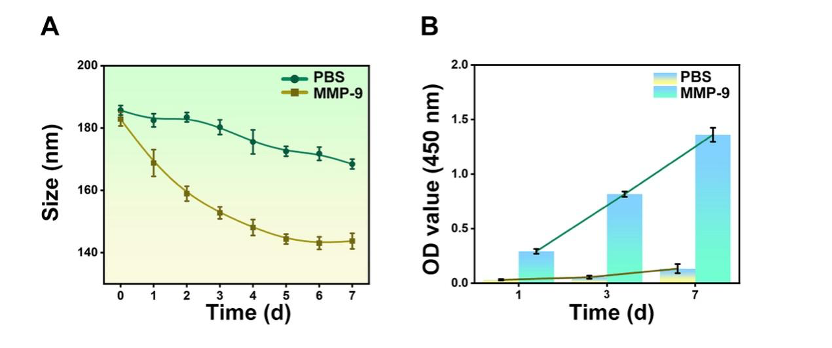 A
Size (nm)
200
180
160
140
PBS
MMP-9
0 1 2 3 4 5 6 7
Time (d)
B
OD value (450 nm)
2.0
1.5
1.0
0.5
0.0
PBS
MMP-9
1 3 7
Time (d)